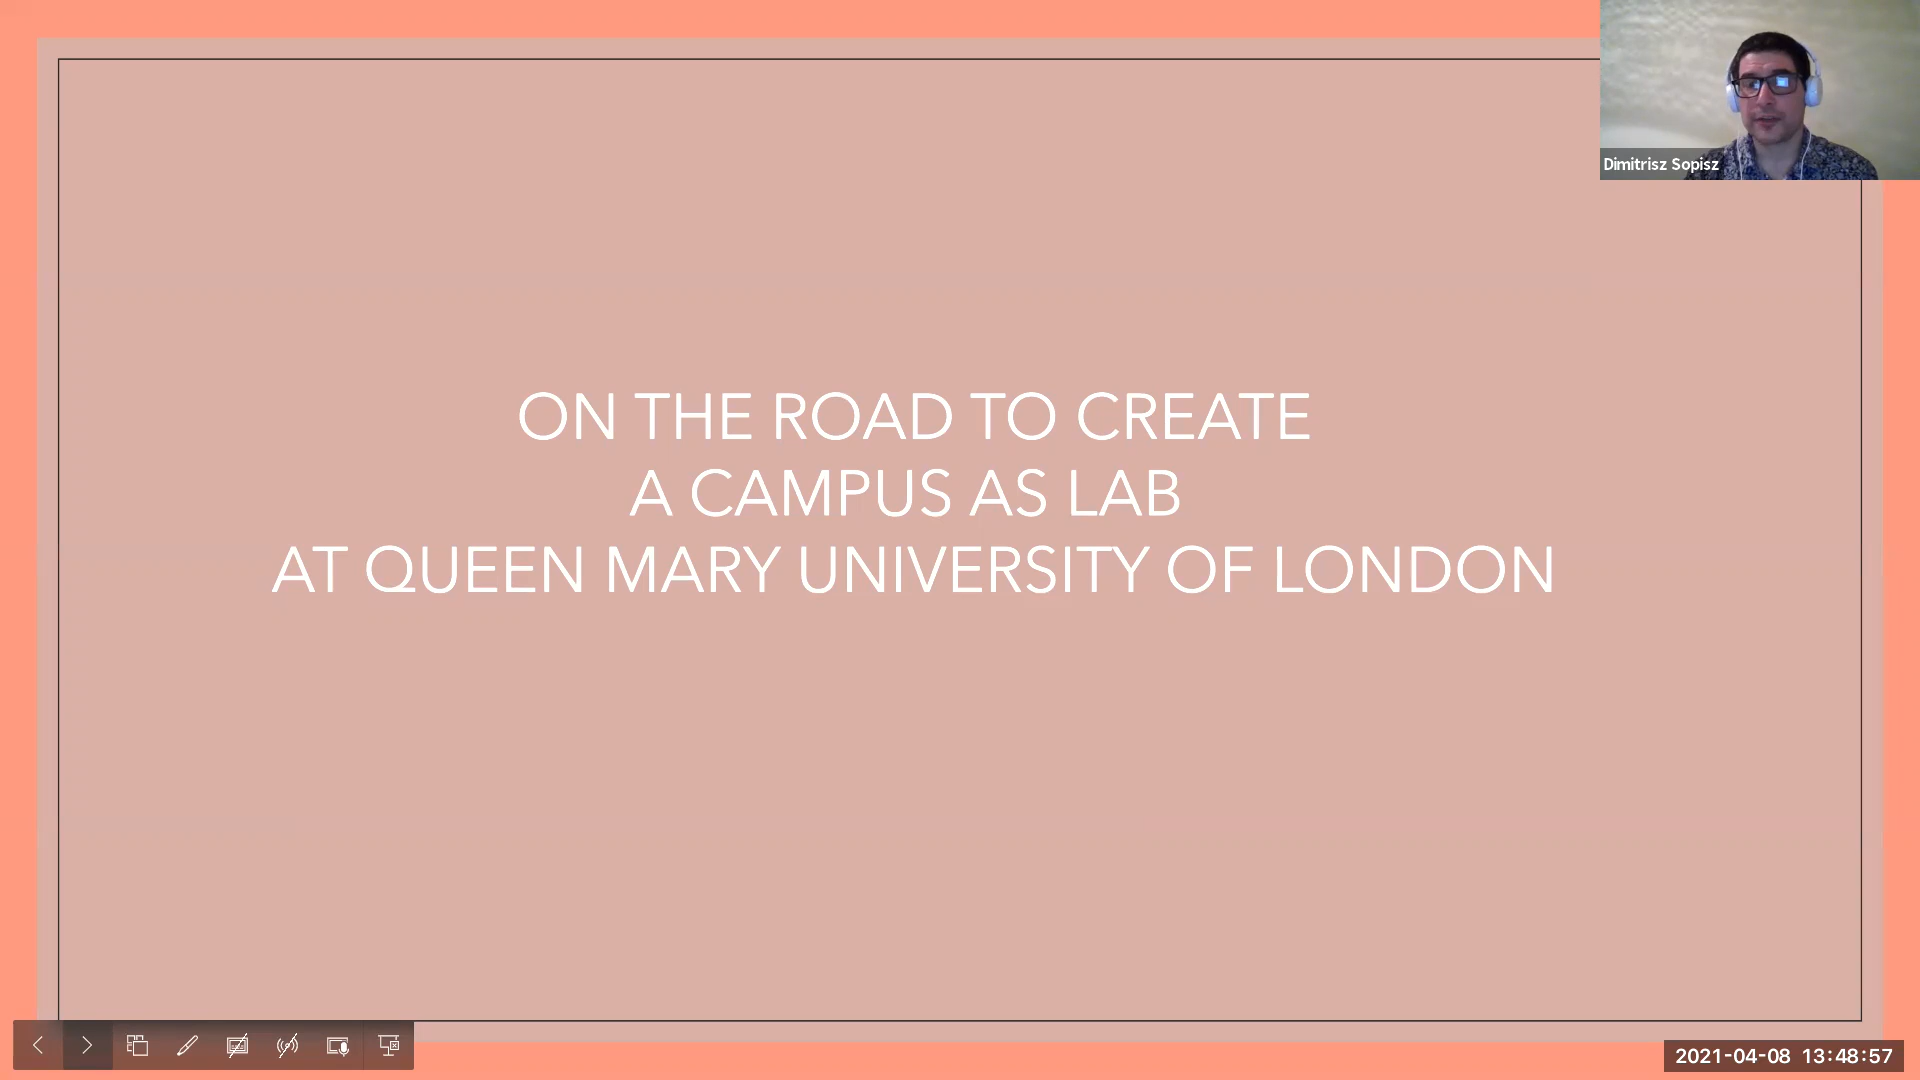 Dimitrisz Sopisz
ON THE ROAD TO CREATE
A CAMPUS AS LAB
AT QUEEN MARY UNIVERSITY OF LONDON
2021-04-08 13:48:57